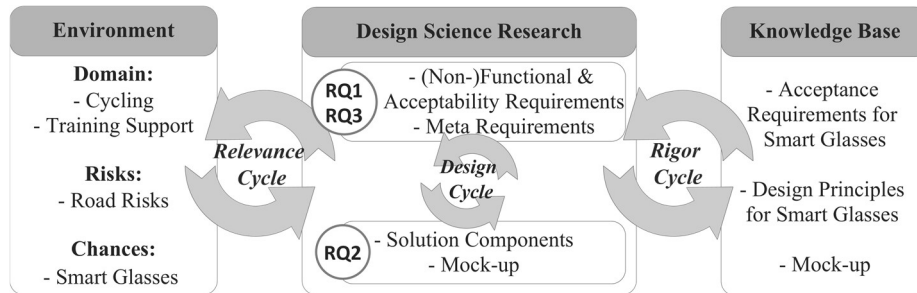 Environment
Domain:
- Cycling
- Training Support
Risks:
- Road Risks
Chances:
- Smart Glasses
Relevance
Cycle
Design Science Research
RQ1
RQ3
- (Non-)Functional &
Acceptability Requirements
- Meta Requirements
Design
Cycle
RQ2
- Solution Components
- Mock-up
Rigor
Cycle
Knowledge Base
- Acceptance
Requirements for
Smart Glasses
- Design Principles
for Smart Glasses
- Mock-up